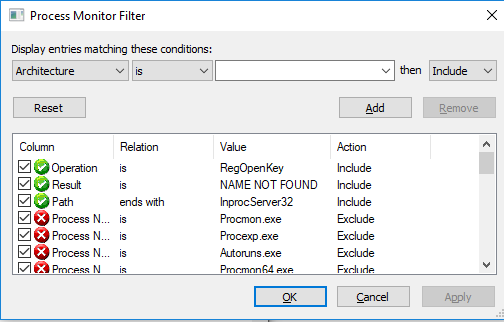 Process Monitor Filter
Display entries matching these conditions:
Architecture is then Include
Reset Add Remove
Column Relation Value Action
Operation is RegOpenKey Include
Result is NAME NOT FOUND Include
Path ends with InprocServer32 Include
Process N... is Procmon.exe Exclude
Process N... is Procexp.exe Exclude
Process N... is Autoruns.exe Exclude
Process N... is Procmon64.exe Exclude
OK Cancel Apply